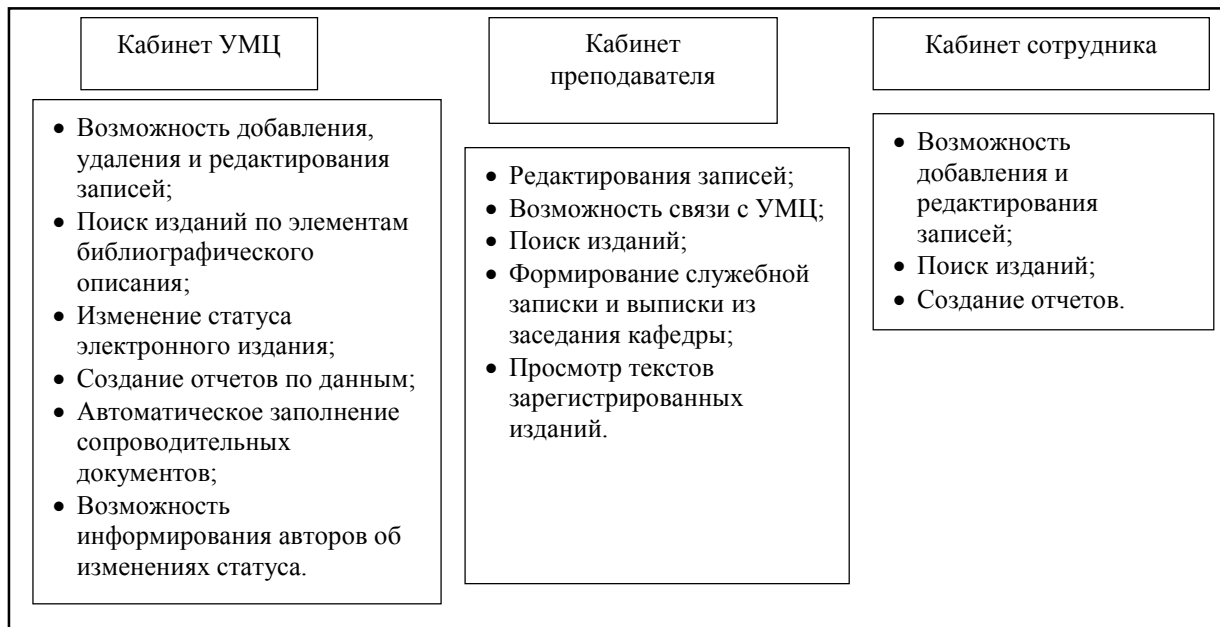 Кабинет УМЦ
• Возможность добавления,
удаления и редактирования
записей;
• Поиск изданий по элементам
библиографического
описания;
• Изменение статуса
электронного издания;
• Создание отчетов по данным;
• Автоматическое заполнение
сопроводительных
документов;
• Возможность
информирования авторов об
изменениях статуса.
Кабинет
преподавателя
• Редактирования записей;
• Возможность связи с УМЦ;
• Поиск изданий;
• Формирование служебной
записки и выписки из
заседания кафедры;
• Просмотр текстов
зарегистрированных
изданий.
Кабинет сотрудника
• Возможность
добавления и
редактирования
записей;
• Поиск изданий;
• Создание отчетов.